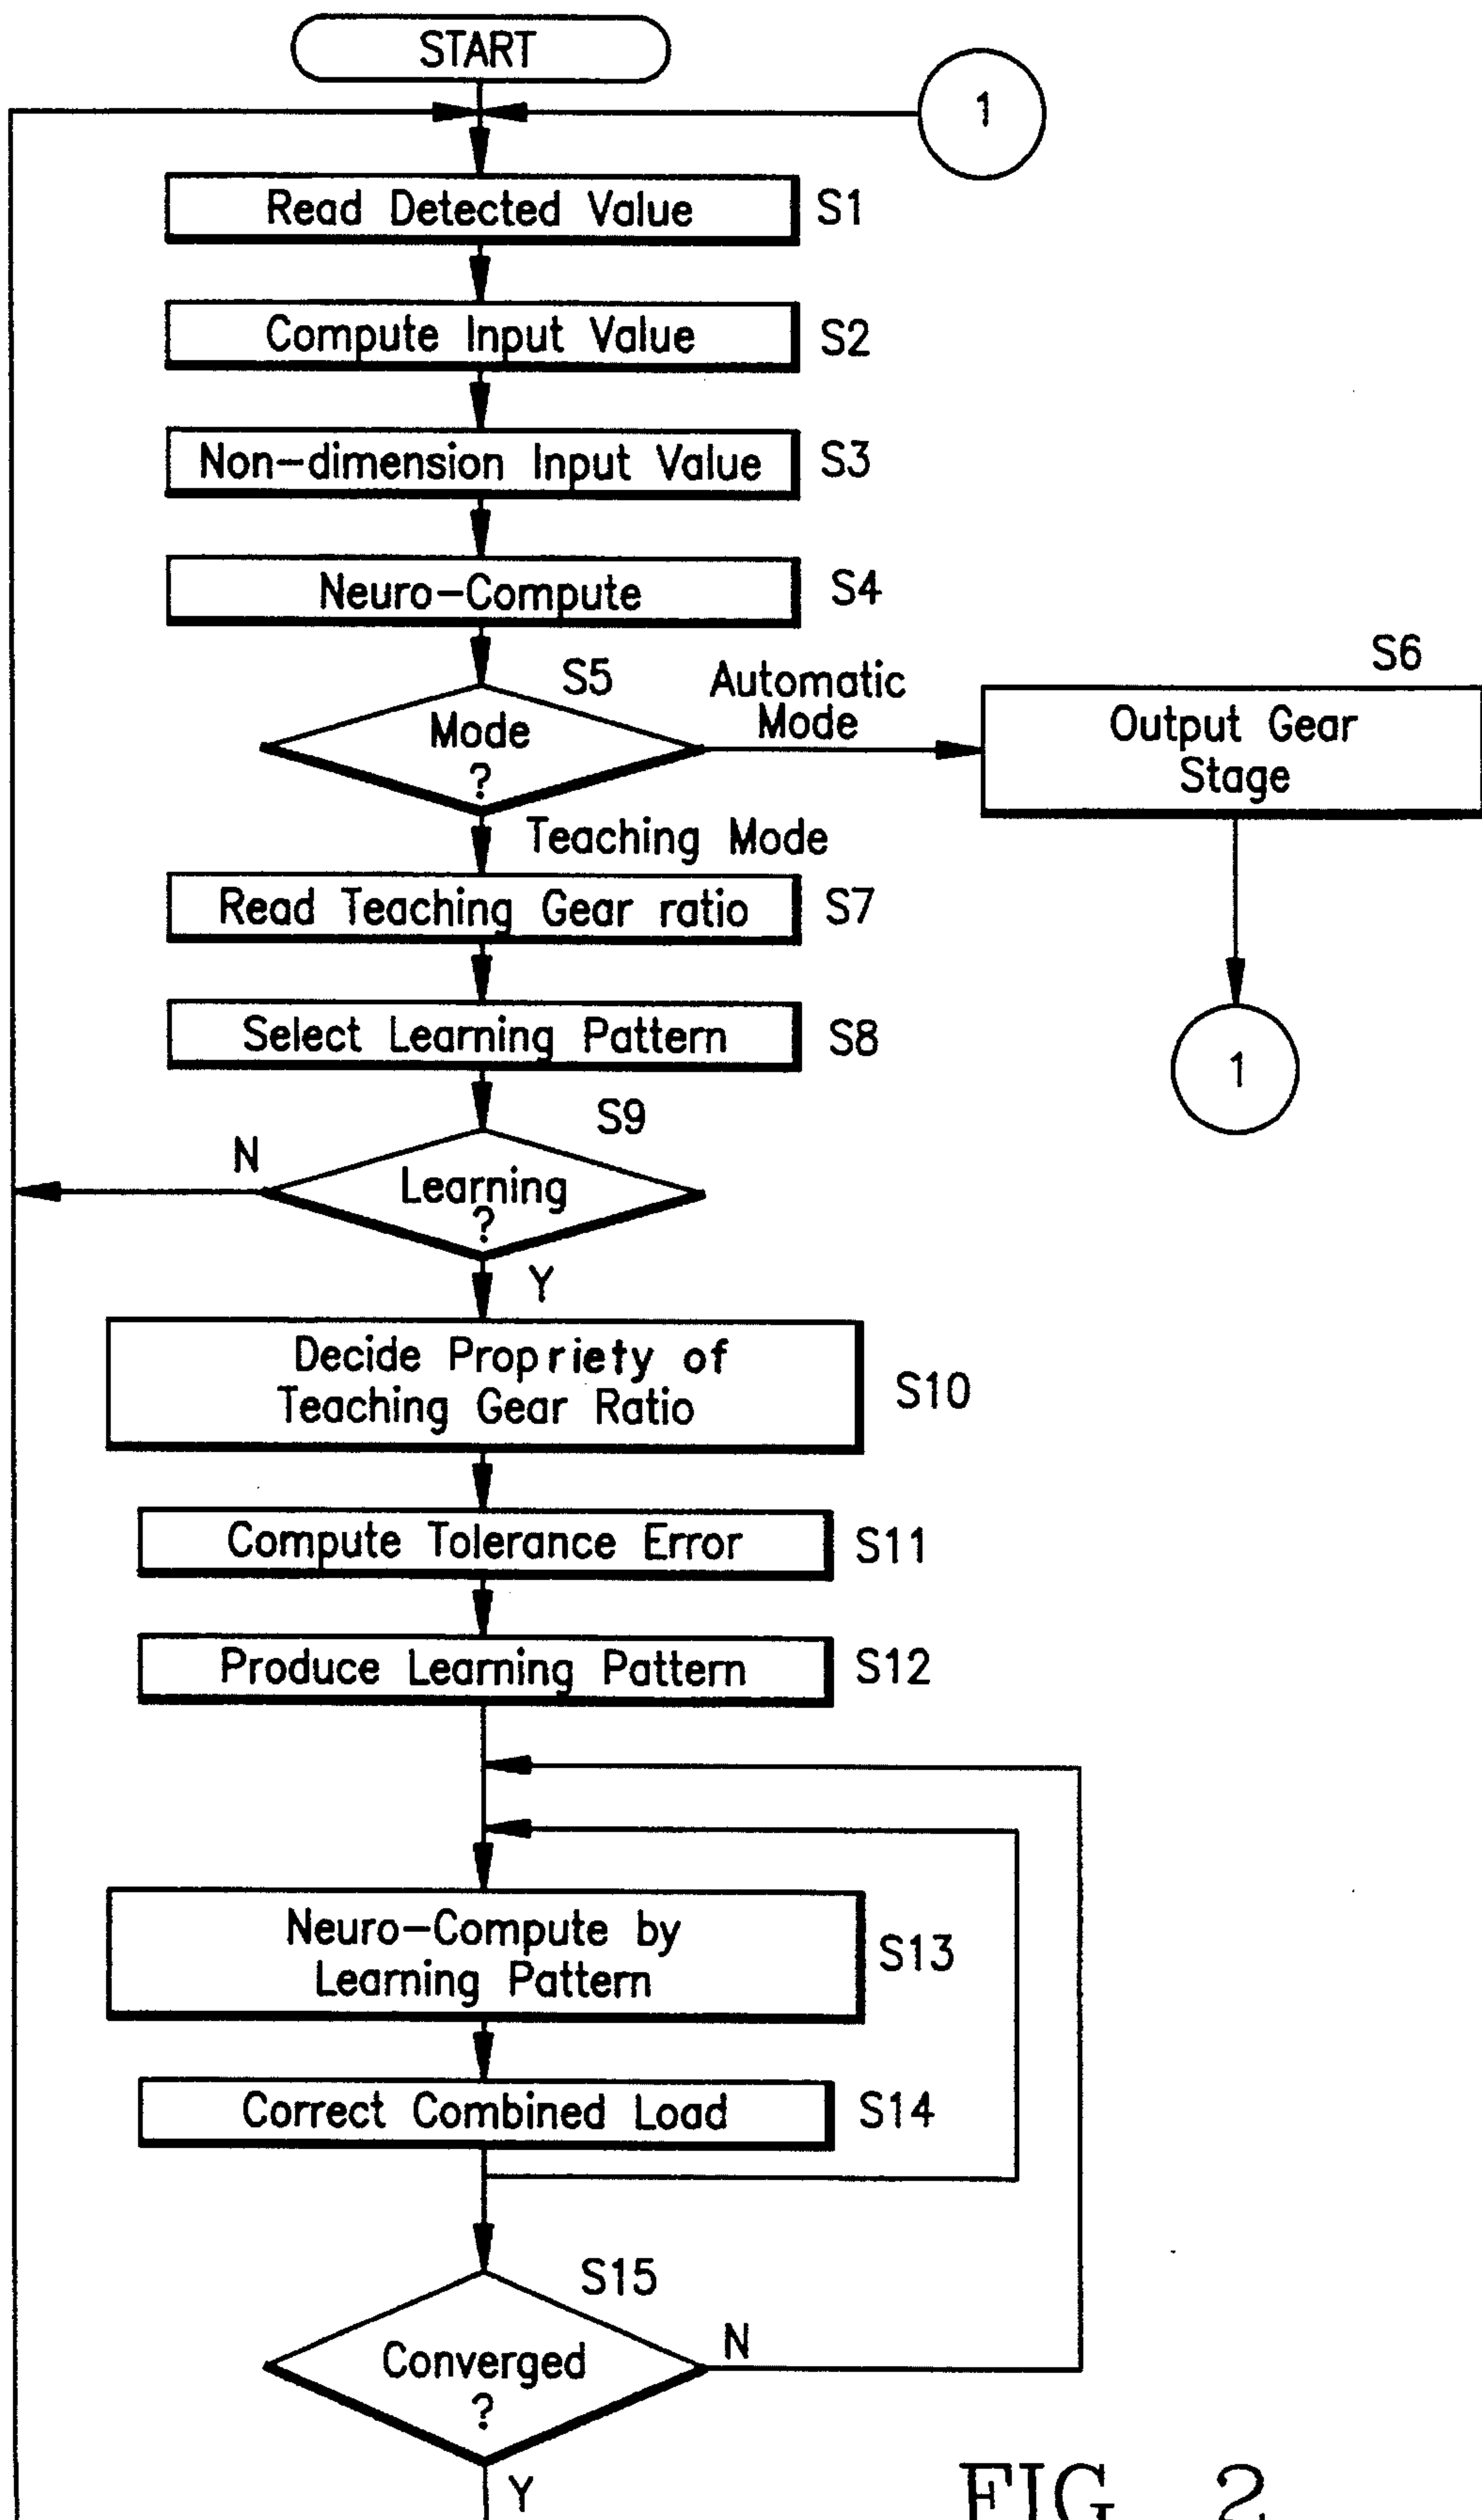 START
1
Read Detected Value
S1
Compute Input Value
S2
Non-dimension Input Value
S3
Neuro-Compute
S4
S5
Mode
?
Automatic
Mode
S6
Output Gear
Stage
Teaching Mode
Read Teaching Gear ratio
S7
Select Learning Pattern
S8
1
S9
N
Learning
?
Y
Decide Propriety of
Teaching Gear Ratio
S10
Compute Tolerance Error
S11
Produce Learning Pattern
S12
Neuro-Compute by
Learning Pattern
S13
Correct Combined Load
S14
S15
Converged
?
N
Y
FIG. 2